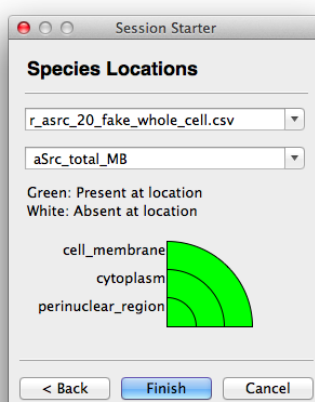 Session Starter
Species Locations
r_asrc_20_fake_whole_cell.csv
aSrc_total_MB
Green: Present at location
White: Absent at location
cell_membrane
cytoplasm
perinuclear_region
< Back
Finish
Cancel